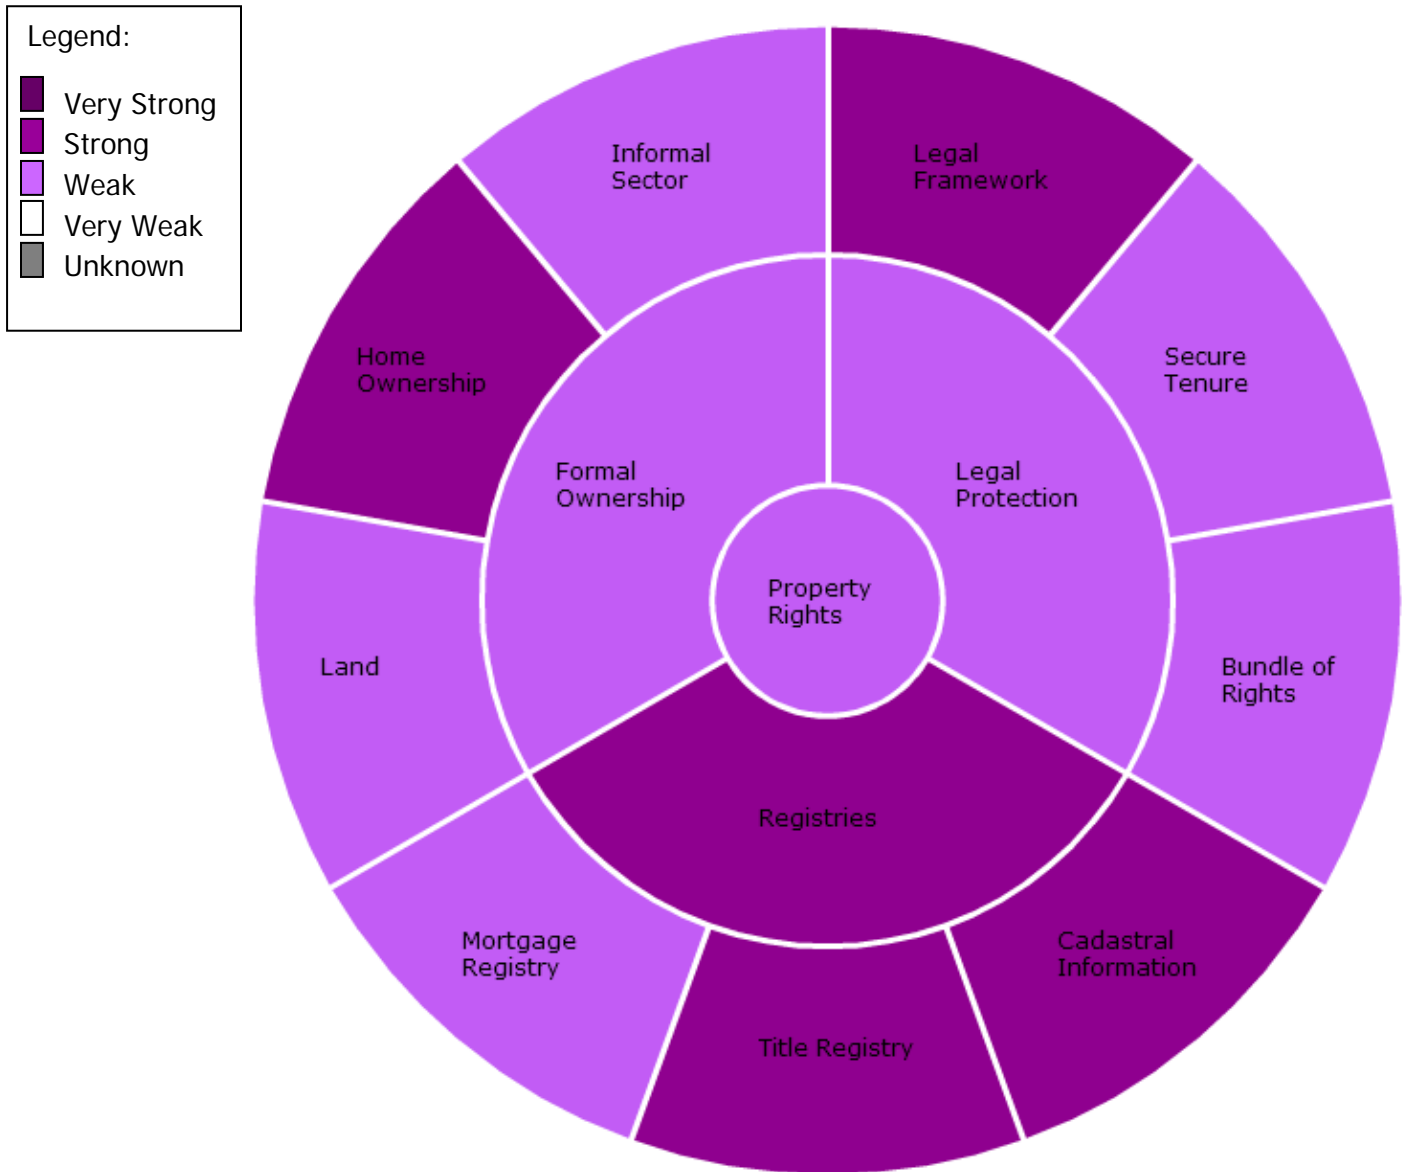 Legend:
Very Strong
Strong
Weak
Very Weak
Unknown
Informal
Sector
Legal
Framework
Home
Ownership
Secure
Tenure
Formal
Ownership
Legal
Protection
Property
Rights
Land
Bundle of
Rights
Registries
Mortgage
Registry
Cadastral
Information
Title Registry